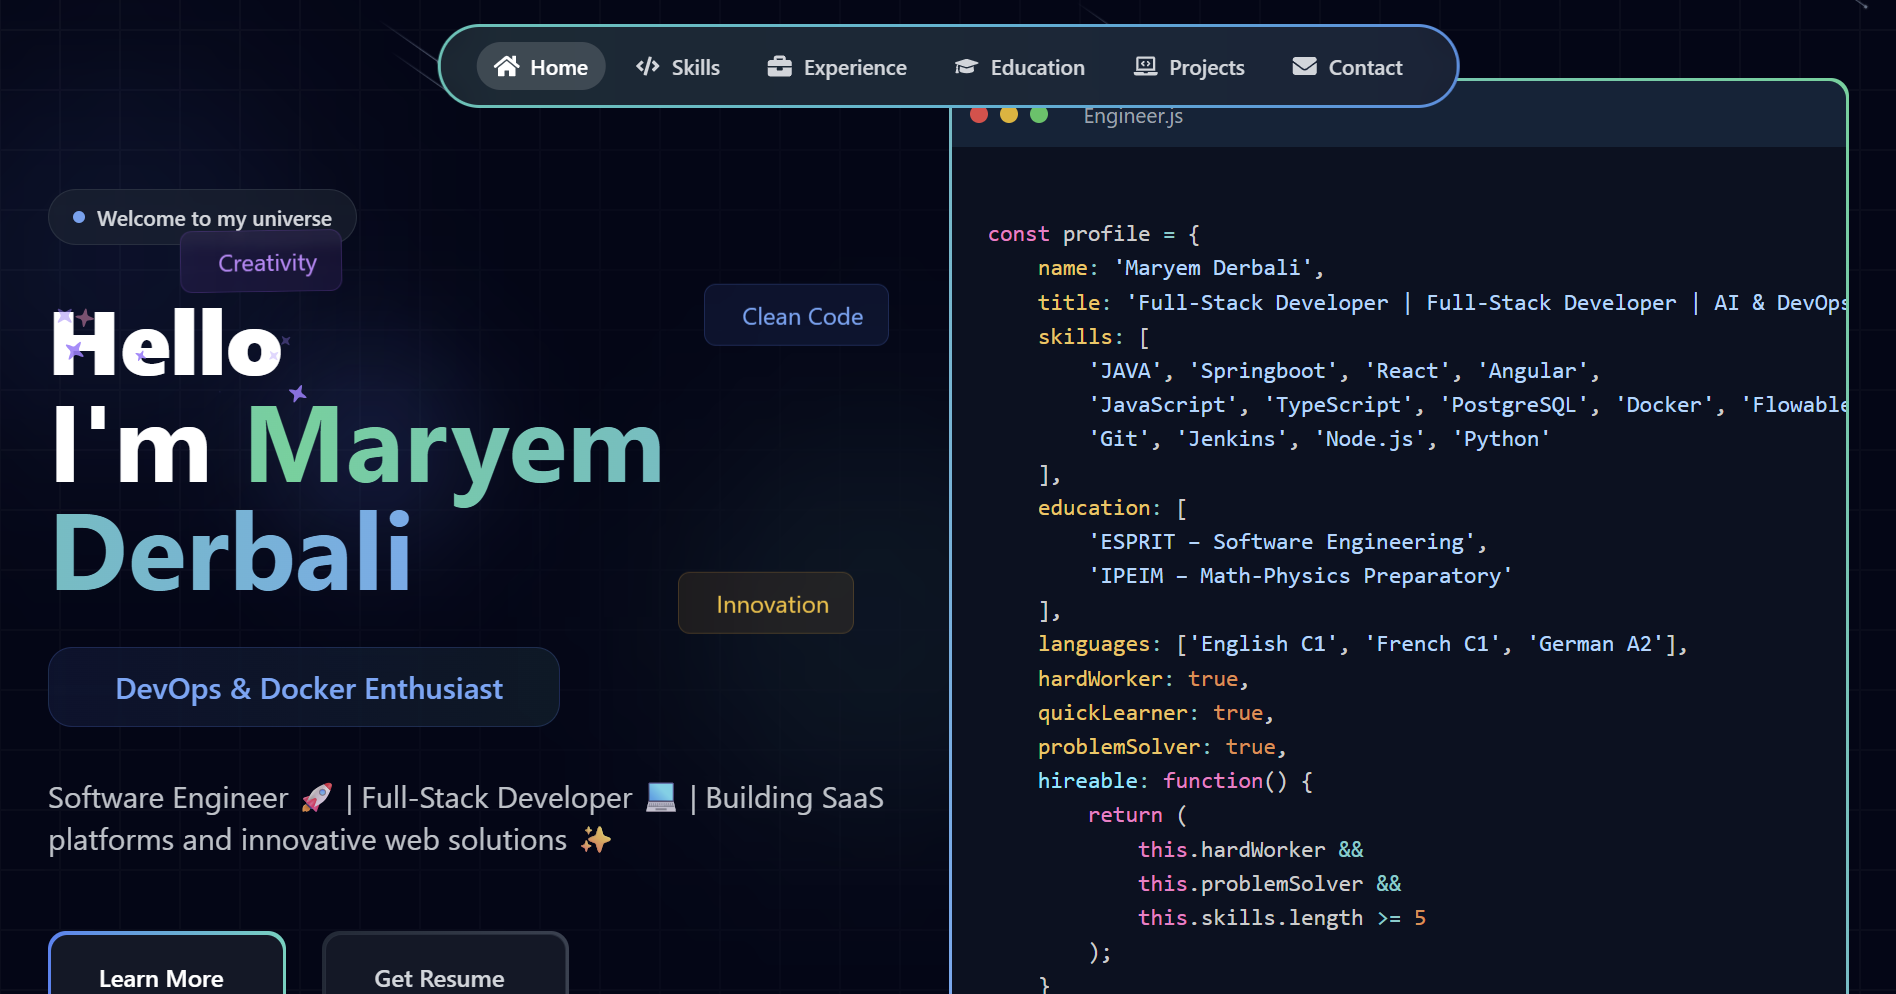 Home Skills Experience Education Projects Contact
Welcome to my universe
Creativity
Clean Code
Hello
I'm Maryem
Derbali
Innovation
DevOps & Docker Enthusiast
Software Engineer 🚀 | Full-Stack Developer 💻 | Building SaaS
platforms and innovative web solutions ✨
Learn More
Get Resume
Engineer.js
const profile = {
    name: 'Maryem Derbali',
    title: 'Full-Stack Developer | Full-Stack Developer | AI & DevOps
    skills: [
        'JAVA', 'Springboot', 'React', 'Angular',
        'JavaScript', 'TypeScript', 'PostgreSQL', 'Docker', 'Flowable
        'Git', 'Jenkins', 'Node.js', 'Python'
    ],
    education: [
        'ESPRIT – Software Engineering',
        'IPEIM – Math-Physics Preparatory'
    ],
    languages: ['English C1', 'French C1', 'German A2'],
    hardWorker: true,
    quickLearner: true,
    problemSolver: true,
    hireable: function() {
        return (
            this.hardWorker &&
            this.problemSolver &&
            this.skills.length >= 5
        );
    }